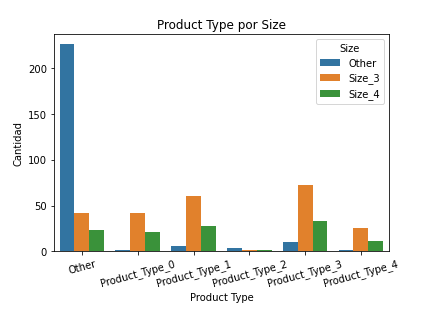 Product Type por Size
Size
Other
Size_3
Size_4
Cantidad
200
150
100
50
0
Other
Product_Type_0
Product_Type_1
Product_Type_2
Product_Type_3
Product_Type_4
Product Type